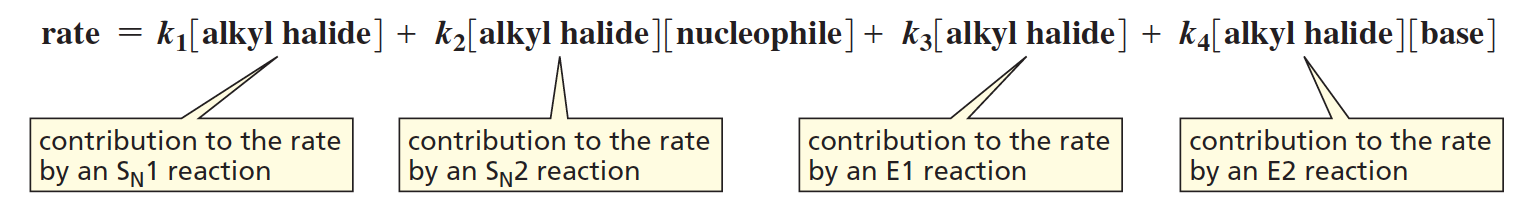 rate = k₁[alkyl halide] + k₂[alkyl halide][nucleophile] + k₃[alkyl halide] + k₄[alkyl halide][base]
contribution to the rate
by an Sₙ1 reaction
contribution to the rate
by an Sₙ2 reaction
contribution to the rate
by an E1 reaction
contribution to the rate
by an E2 reaction